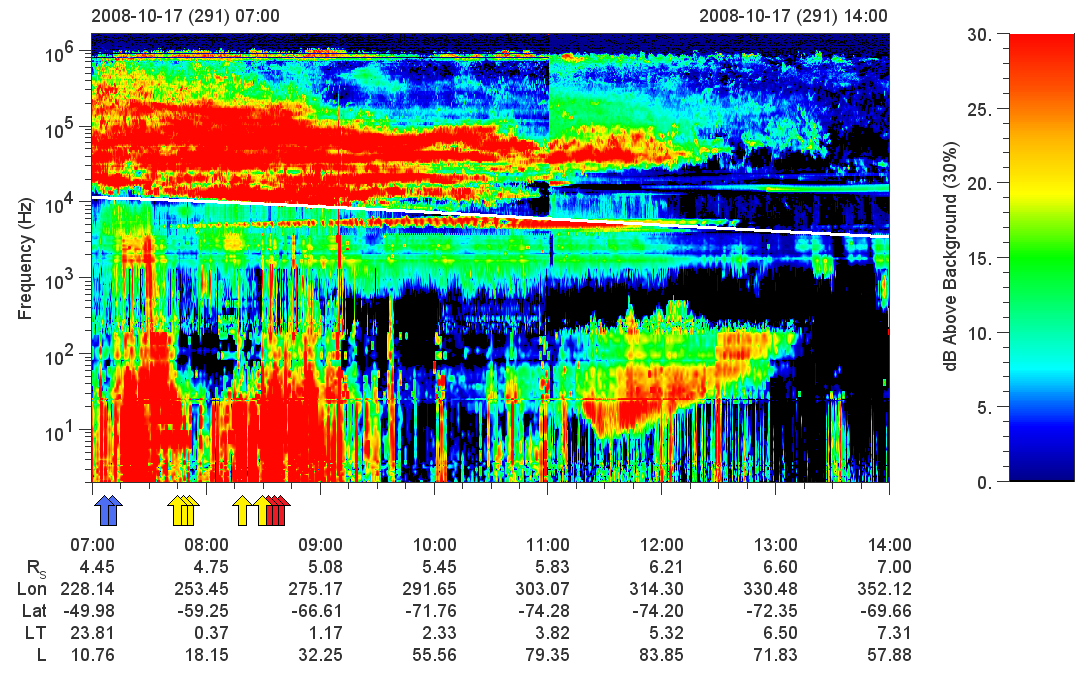 2008-10-17 (291) 07:00 2008-10-17 (291) 14:00
30.
25.
20.
15.
10.
5.
0.
dB Above Background (30%)
10^6
10^5
10^4
10^3
10^2
10^1
Frequency (Hz)
07:00 08:00 09:00 10:00 11:00 12:00 13:00 14:00
R_S 4.45 4.75 5.08 5.45 5.83 6.21 6.60 7.00
Lon 228.14 253.45 275.17 291.65 303.07 314.30 330.48 352.12
Lat -49.98 -59.25 -66.61 -71.76 -74.28 -74.20 -72.35 -69.66
LT 23.81 0.37 1.17 2.33 3.82 5.32 6.50 7.31
L 10.76 18.15 32.25 55.56 79.35 83.85 71.83 57.88